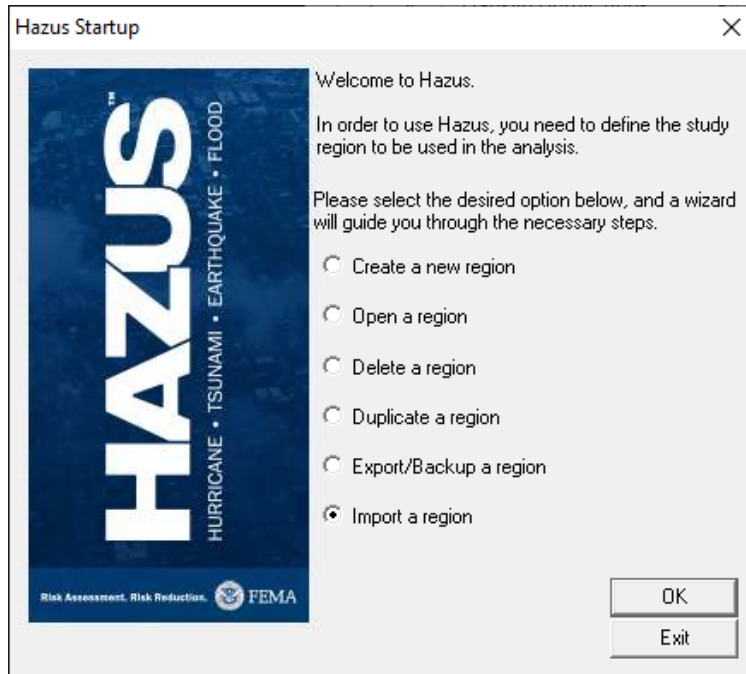 Hazus Startup
HAZUS™
HURRICANE • TSUNAMI • EARTHQUAKE • FLOOD
Risk Assessment. Risk Reduction. FEMA
Welcome to Hazus.
In order to use Hazus, you need to define the study
region to be used in the analysis.
Please select the desired option below, and a wizard
will guide you through the necessary steps.
Create a new region
Open a region
Delete a region
Duplicate a region
Export/Backup a region
Import a region
OK
Exit